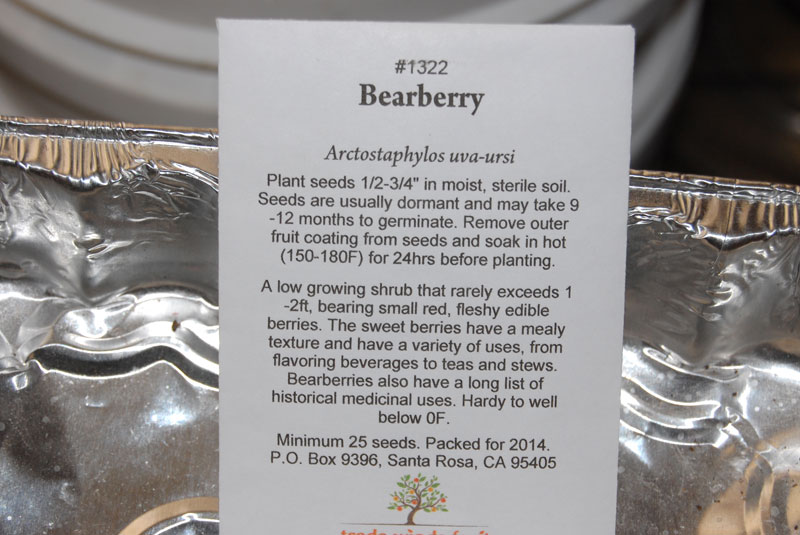 #1322
Bearberry
Arctostaphylos uva-ursi
Plant seeds 1/2-3/4" in moist, sterile soil.
Seeds are usually dormant and may take 9
-12 months to germinate. Remove outer
fruit coating from seeds and soak in hot
(150-180F) for 24hrs before planting.
A low growing shrub that rarely exceeds 1
-2ft, bearing small red, fleshy edible
berries. The sweet berries have a mealy
texture and have a variety of uses, from
flavoring beverages to teas and stews.
Bearberries also have a long list of
historical medicinal uses. Hardy to well
below 0F.
Minimum 25 seeds. Packed for 2014.
P.O. Box 9396, Santa Rosa, CA 95405